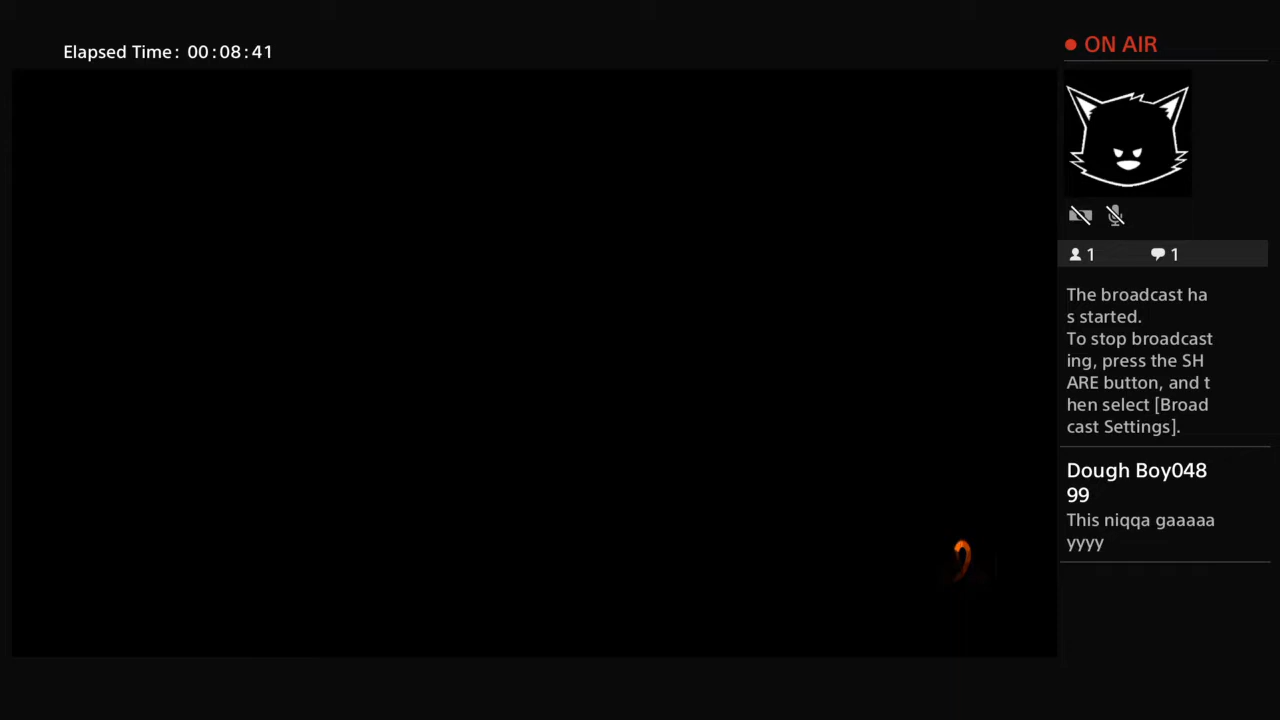 Elapsed Time: 00:08:41
ON AIR
1
1
The broadcast ha
s started.
To stop broadcast
ing, press the SH
ARE button, and t
hen select [Broad
cast Settings].
Dough Boy048
99
This niqqa gaaaaa
yyyy